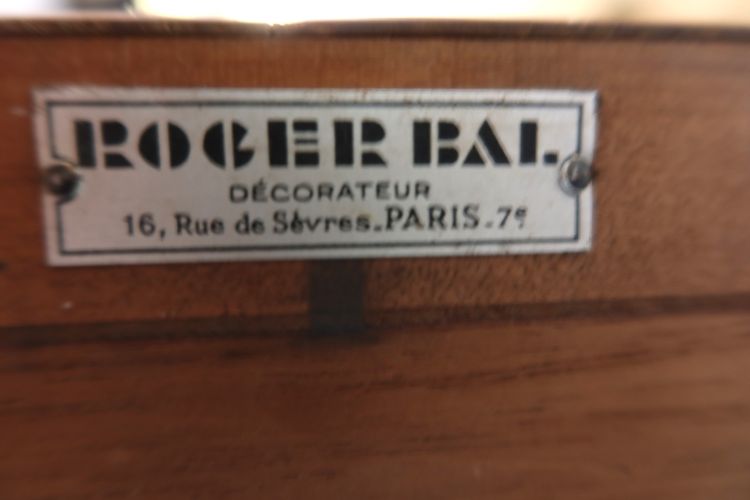 ROGER BAL
DÉCORATEUR
16, Rue de Sèvres-PARIS-7e